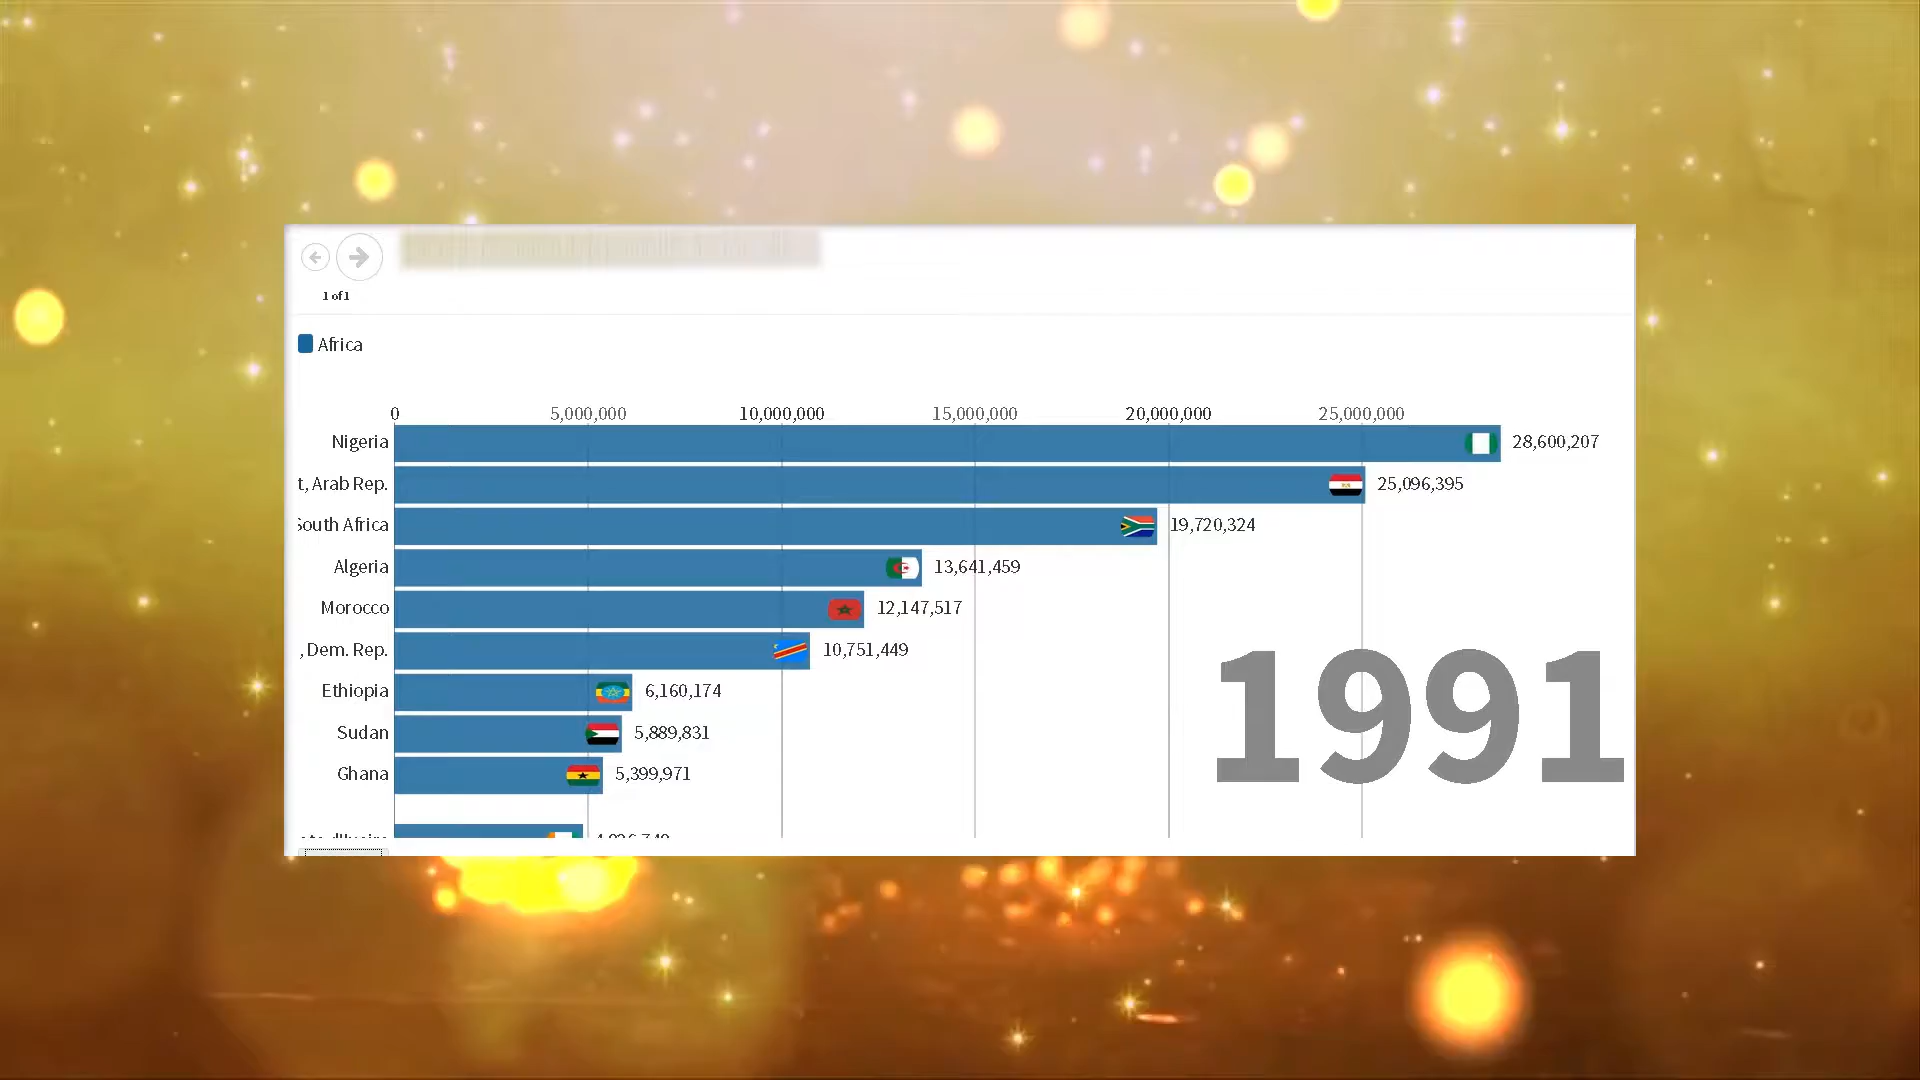 1 of 1
Africa
0 5,000,000 10,000,000 15,000,000 20,000,000 25,000,000
Nigeria 28,600,207
t, Arab Rep. 25,096,395
South Africa 19,720,324
Algeria 13,641,459
Morocco 12,147,517
, Dem. Rep. 10,751,449
Ethiopia 6,160,174
Sudan 5,889,831
Ghana 5,399,971
1991